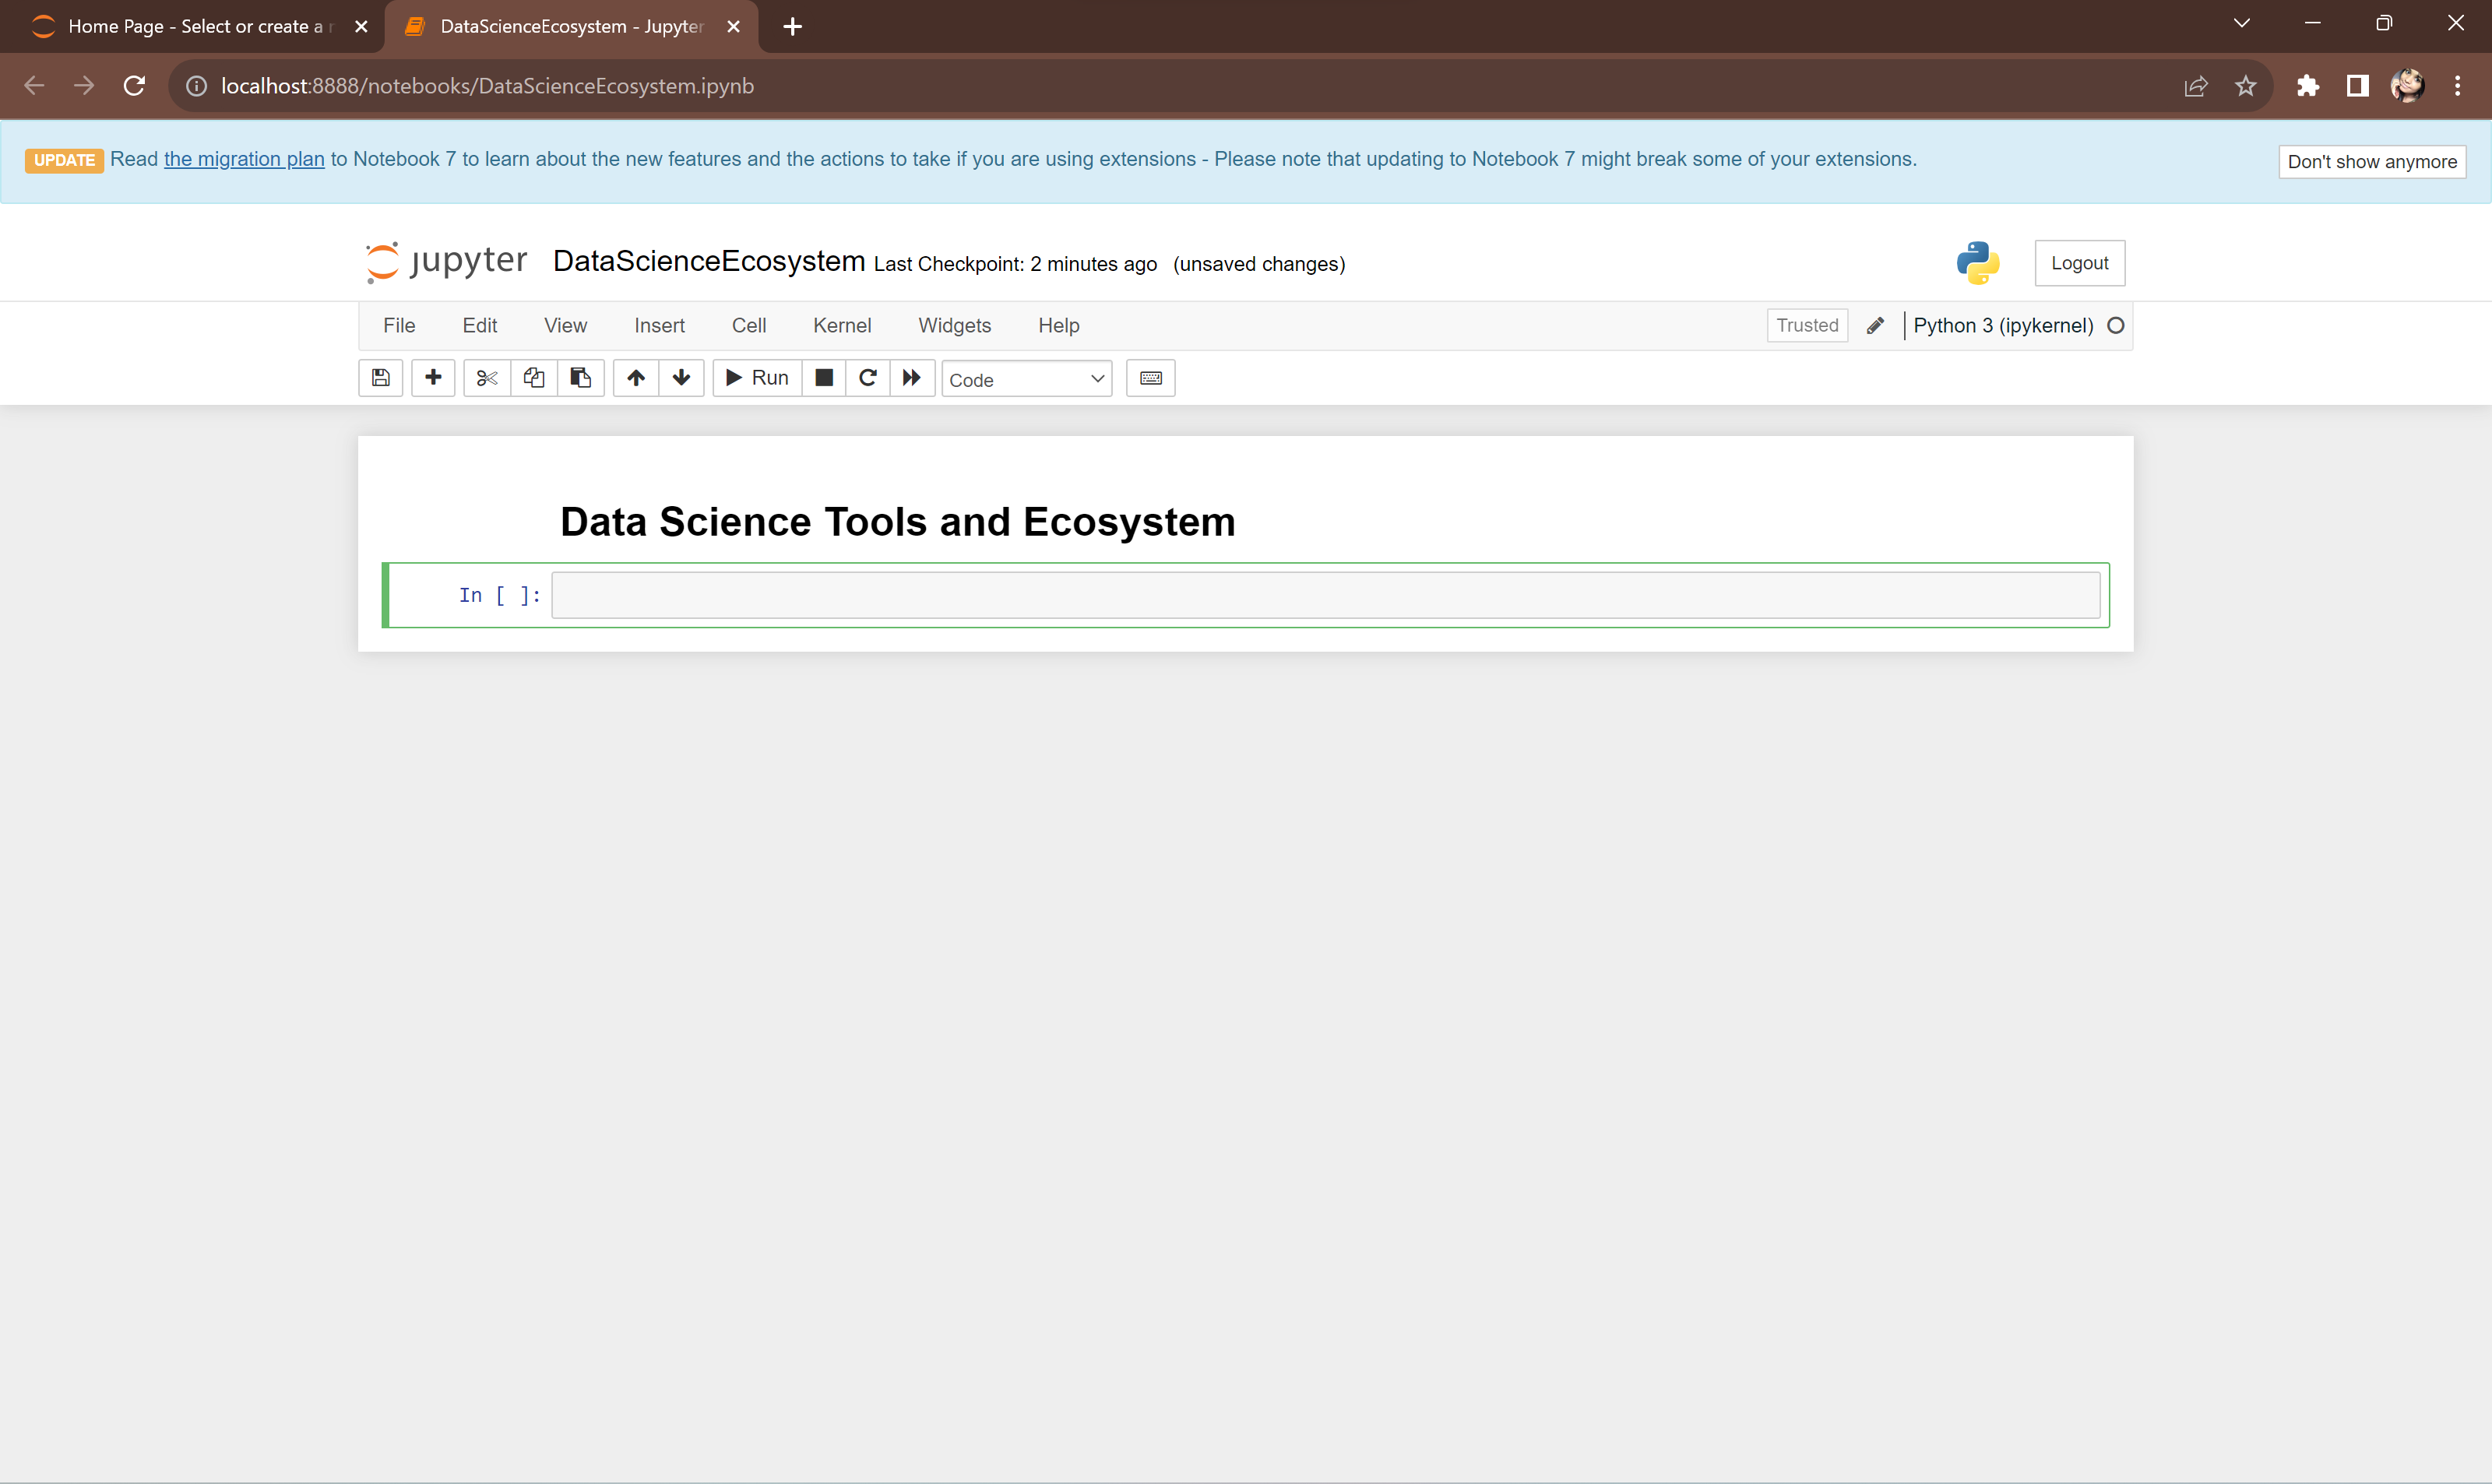 Home Page - Select or create a
DataScienceEcosystem - Jupyter
localhost:8888/notebooks/DataScienceEcosystem.ipynb
UPDATE Read the migration plan to Notebook 7 to learn about the new features and the actions to take if you are using extensions - Please note that updating to Notebook 7 might break some of your extensions.
Don't show anymore
jupyter DataScienceEcosystem Last Checkpoint: 2 minutes ago (unsaved changes)
Logout
File Edit View Insert Cell Kernel Widgets Help
Trusted Python 3 (ipykernel)
Run Code
Data Science Tools and Ecosystem
In [ ]: